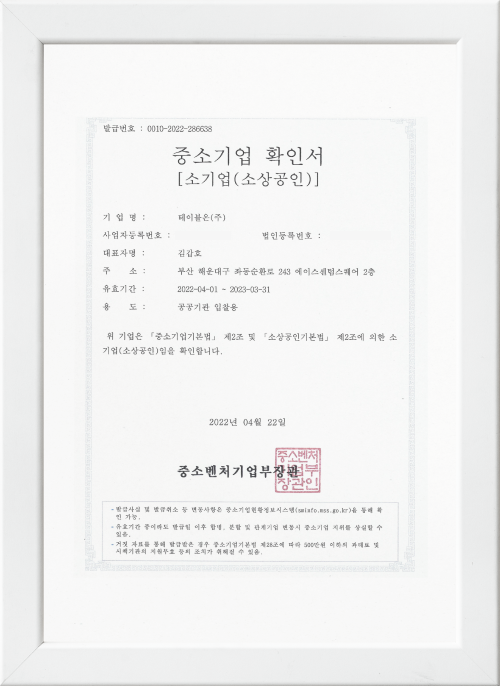 발급번호 : 0010-2022-286638
중소기업 확인서
[소기업(소상공인)]
기 업 명 : 테이블온(주)
사업자등록번호 : 법인등록번호 :
대표자명 : 김갑호
주 소 : 부산 해운대구 좌동순환로 243 에이스센텀스퀘어 2층
유효기간 : 2022-04-01 ~ 2023-03-31
용 도 : 공공기관 입찰용
위 기업은 「중소기업기본법」 제2조 및 「소상공인기본법」 제2조에 의한 소
기업(소상공인)임을 확인합니다.
2022년 04월 22일
중소벤처기업부장관
중소벤처
기업부
장관인
- 발급사실 및 발급취소 등 변동사항은 중소기업현황정보시스템(sminfo.mss.go.kr)을 통해 확
인 가능.
- 유효기간 중이라도 발급일 이후 합병, 분할 및 관계기업 변동시 중소기업 지위를 상실할 수
있음.
- 거짓 자료를 통해 발급받은 경우 중소기업기본법 제28조에 따라 500만원 이하의 과태료 및
시책기관의 지원무효 등의 조치가 취해질 수 있음.